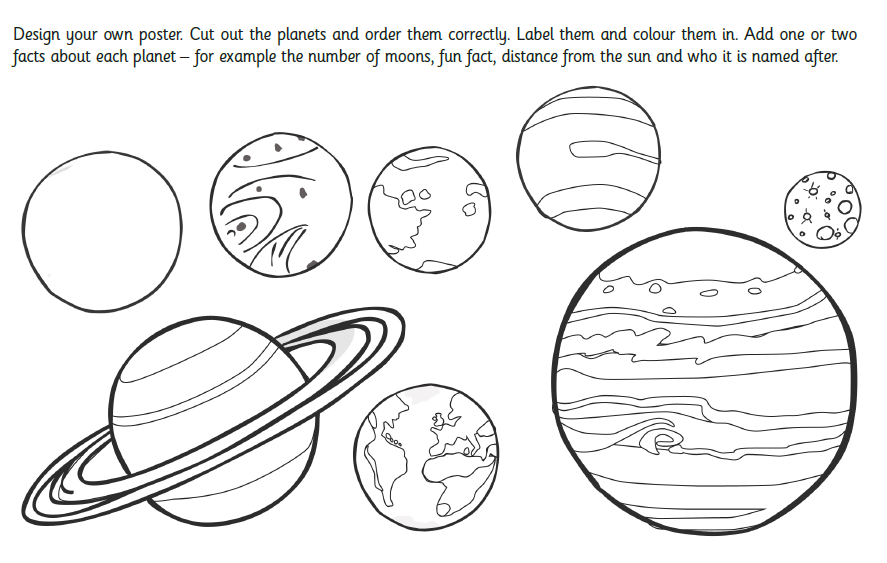 Design your own poster. Cut out the planets and order them correctly. Label them and colour them in. Add one or two
facts about each planet – for example the number of moons, fun fact, distance from the sun and who it is named after.